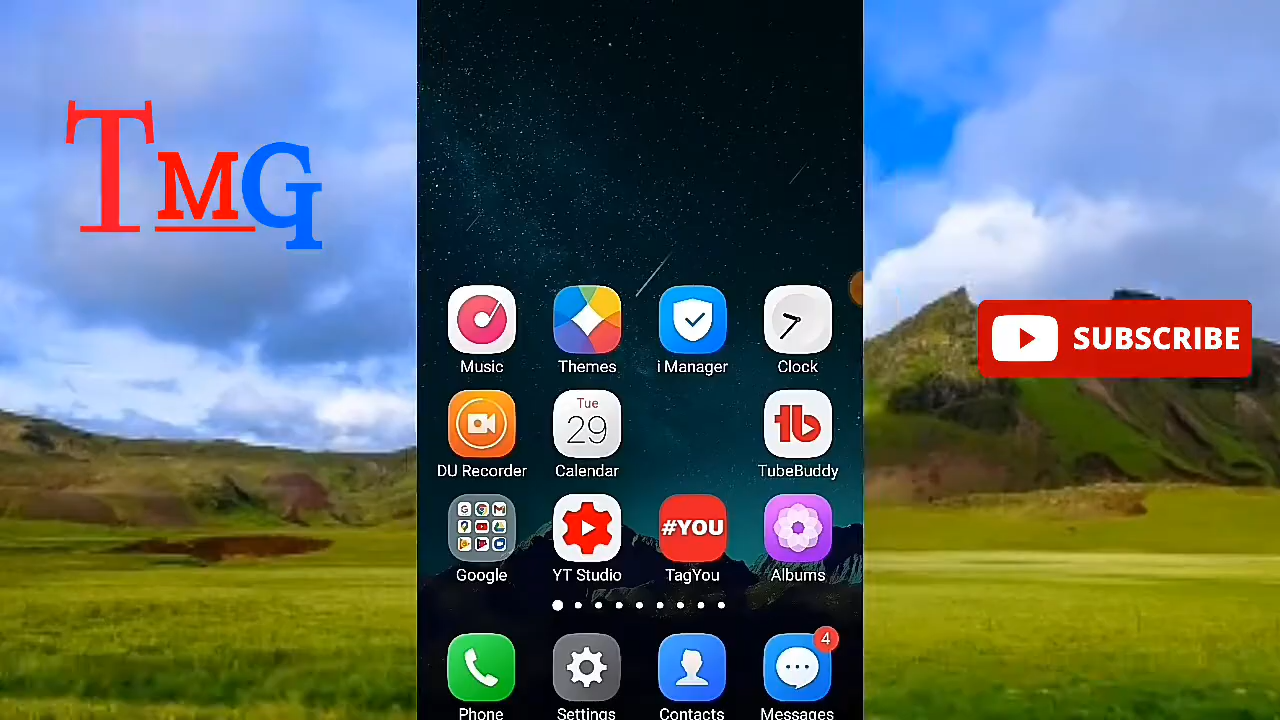 TMG
SUBSCRIBE
Music Themes i Manager Clock
Tue
29
DU Recorder Calendar TubeBuddy
#YOU
Google YT Studio TagYou Albums
4
Phone Settings Contacts Messages